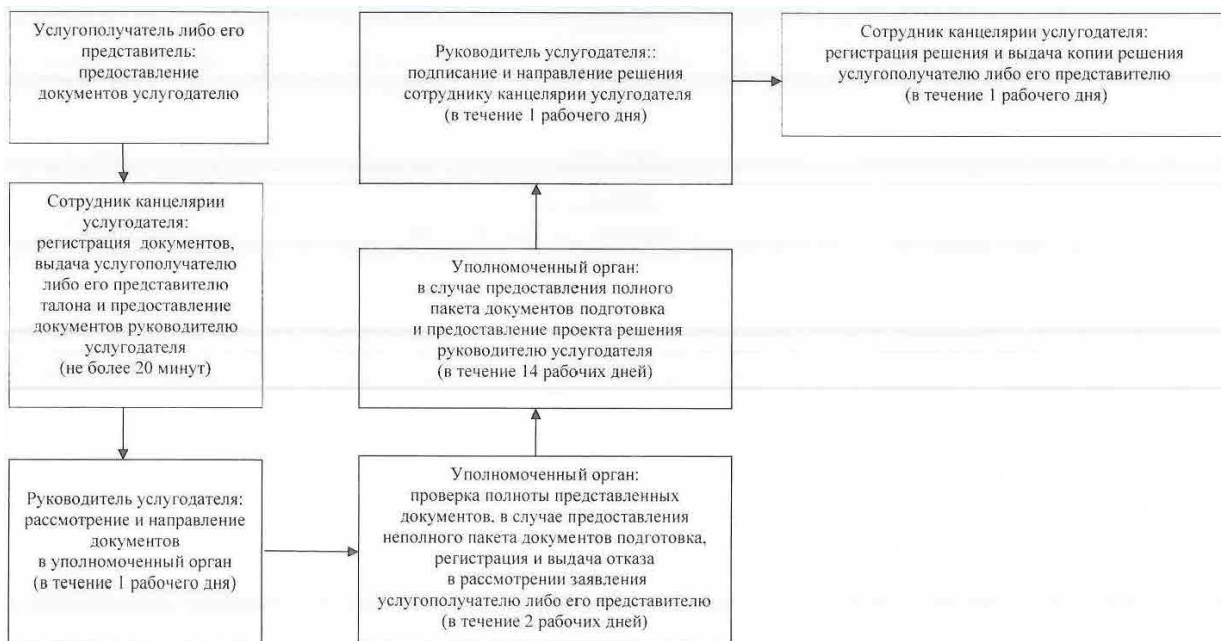 Услугополучатель либо его
представитель:
предоставление
документов услугодателю
Сотрудник канцелярии
услугодателя:
регистрация документов,
выдача услугополучателю
либо его представителю
талона и предоставление
документов руководителю
услугодателя
(не более 20 минут)
Руководитель услугодателя:
рассмотрение и направление
документов
в уполномоченный орган
(в течение 1 рабочего дня)
Уполномоченный орган:
проверка полноты представленных
документов, в случае предоставления
неполного пакета документов подготовка,
регистрация и выдача отказа
в рассмотрении заявления
услугополучателю либо его представителю
(в течение 2 рабочих дней)
Уполномоченный орган:
в случае предоставления полного
пакета документов подготовка
и предоставление проекта решения
руководителю услугодателя
(в течение 14 рабочих дней)
Руководитель услугодателя::
подписание и направление решения
сотруднику канцелярии услугодателя
(в течение 1 рабочего дня)
Сотрудник канцелярии услугодателя:
регистрация решения и выдача копии решения
услугополучателю либо его представителю
(в течение 1 рабочего дня)